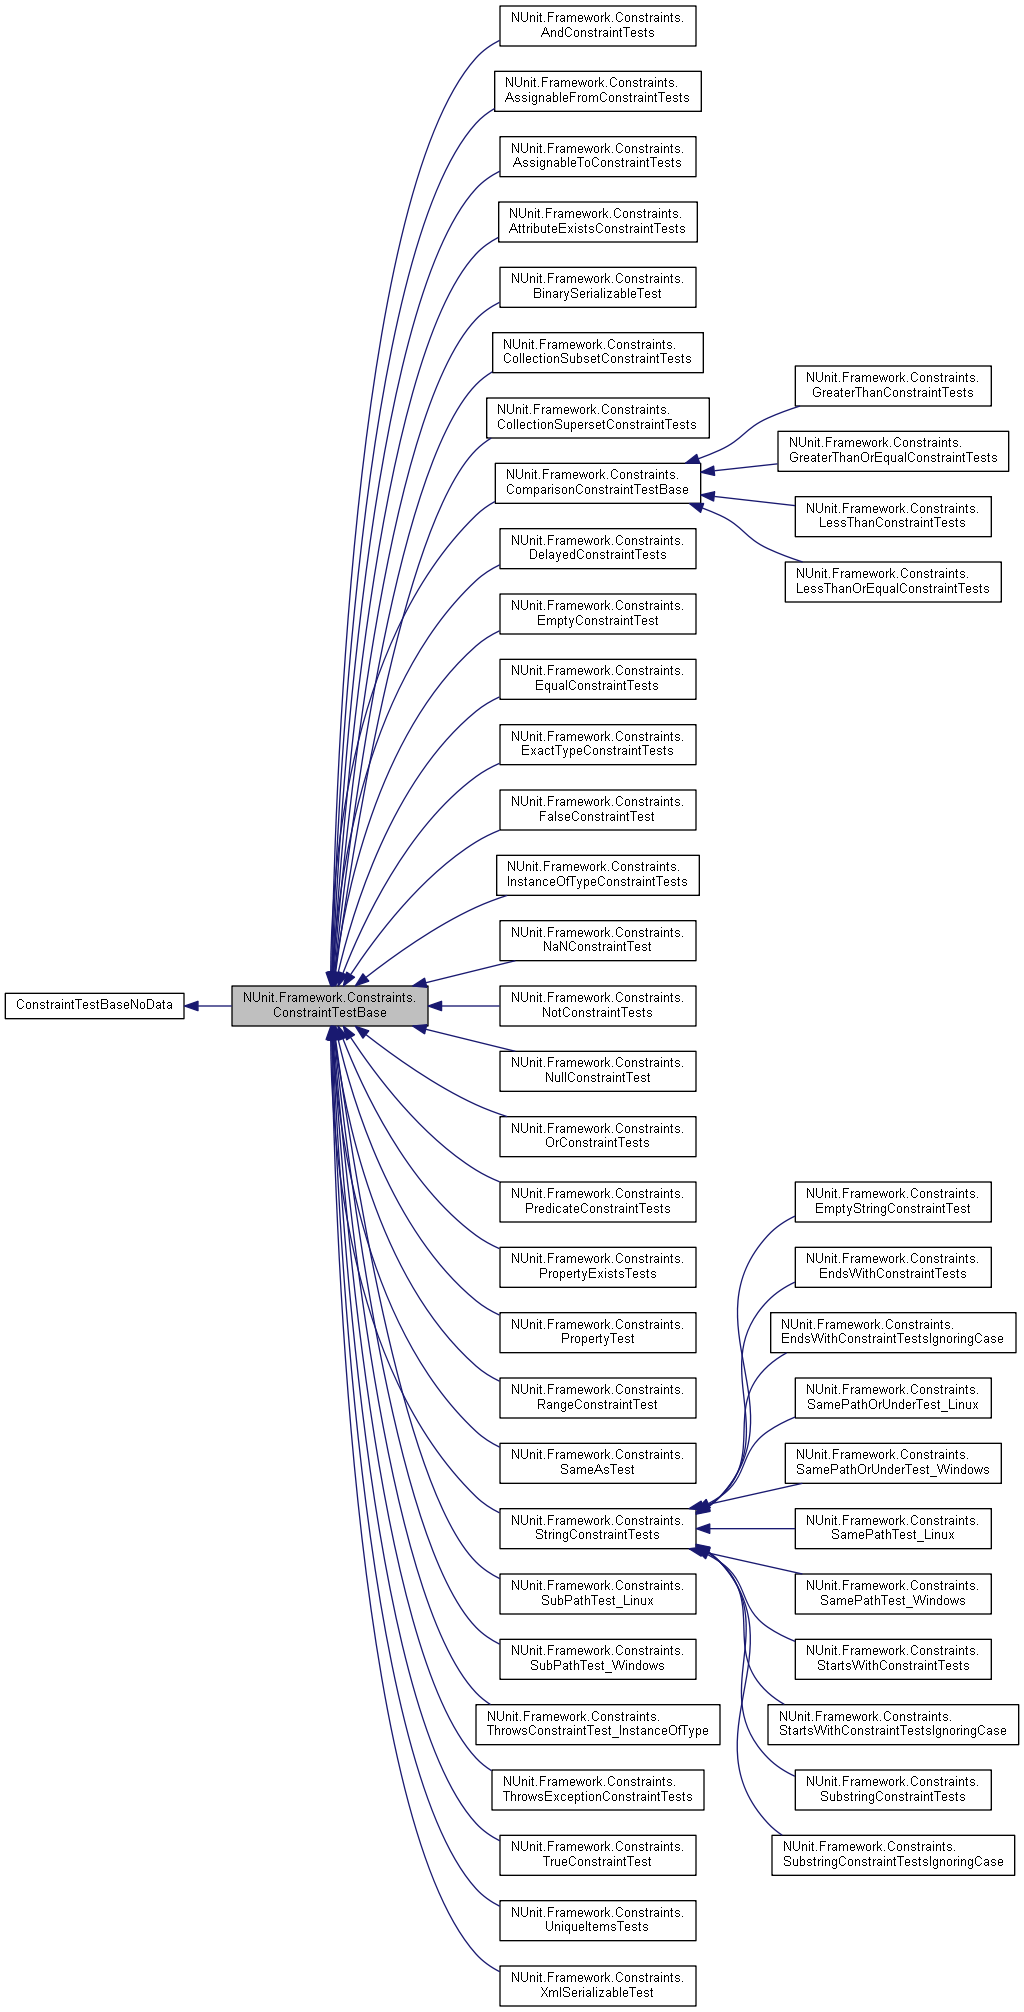 NUnit.Framework.Constraints.
AndConstraintTests
NUnit.Framework.Constraints.
AssignableFromConstraintTests
NUnit.Framework.Constraints.
AssignableToConstraintTests
NUnit.Framework.Constraints.
AttributeExistsConstraintTests
NUnit.Framework.Constraints.
BinarySerializableTest
NUnit.Framework.Constraints.
CollectionSubsetConstraintTests
NUnit.Framework.Constraints.
CollectionSupersetConstraintTests
NUnit.Framework.Constraints.
ComparisonConstraintTestBase
NUnit.Framework.Constraints.
GreaterThanConstraintTests
NUnit.Framework.Constraints.
GreaterThanOrEqualConstraintTests
NUnit.Framework.Constraints.
LessThanConstraintTests
NUnit.Framework.Constraints.
LessThanOrEqualConstraintTests
NUnit.Framework.Constraints.
DelayedConstraintTests
NUnit.Framework.Constraints.
EmptyConstraintTest
NUnit.Framework.Constraints.
EqualConstraintTests
NUnit.Framework.Constraints.
ExactTypeConstraintTests
NUnit.Framework.Constraints.
FalseConstraintTest
NUnit.Framework.Constraints.
InstanceOfTypeConstraintTests
NUnit.Framework.Constraints.
NaNConstraintTest
ConstraintTestBaseNoData
NUnit.Framework.Constraints.
ConstraintTestBase
NUnit.Framework.Constraints.
NotConstraintTests
NUnit.Framework.Constraints.
NullConstraintTest
NUnit.Framework.Constraints.
OrConstraintTests
NUnit.Framework.Constraints.
PredicateConstraintTests
NUnit.Framework.Constraints.
PropertyExistsTests
NUnit.Framework.Constraints.
PropertyTest
NUnit.Framework.Constraints.
RangeConstraintTest
NUnit.Framework.Constraints.
SameAsTest
NUnit.Framework.Constraints.
StringConstraintTests
NUnit.Framework.Constraints.
EmptyStringConstraintTest
NUnit.Framework.Constraints.
EndsWithConstraintTests
NUnit.Framework.Constraints.
EndsWithConstraintTestsIgnoringCase
NUnit.Framework.Constraints.
SamePathOrUnderTest_Linux
NUnit.Framework.Constraints.
SamePathOrUnderTest_Windows
NUnit.Framework.Constraints.
SamePathTest_Linux
NUnit.Framework.Constraints.
SamePathTest_Windows
NUnit.Framework.Constraints.
StartsWithConstraintTests
NUnit.Framework.Constraints.
StartsWithConstraintTestsIgnoringCase
NUnit.Framework.Constraints.
SubstringConstraintTests
NUnit.Framework.Constraints.
SubstringConstraintTestsIgnoringCase
NUnit.Framework.Constraints.
SubPathTest_Linux
NUnit.Framework.Constraints.
SubPathTest_Windows
NUnit.Framework.Constraints.
ThrowsConstraintTest_InstanceOfType
NUnit.Framework.Constraints.
ThrowsExceptionConstraintTests
NUnit.Framework.Constraints.
TrueConstraintTest
NUnit.Framework.Constraints.
UniqueItemsTests
NUnit.Framework.Constraints.
XmlSerializableTest